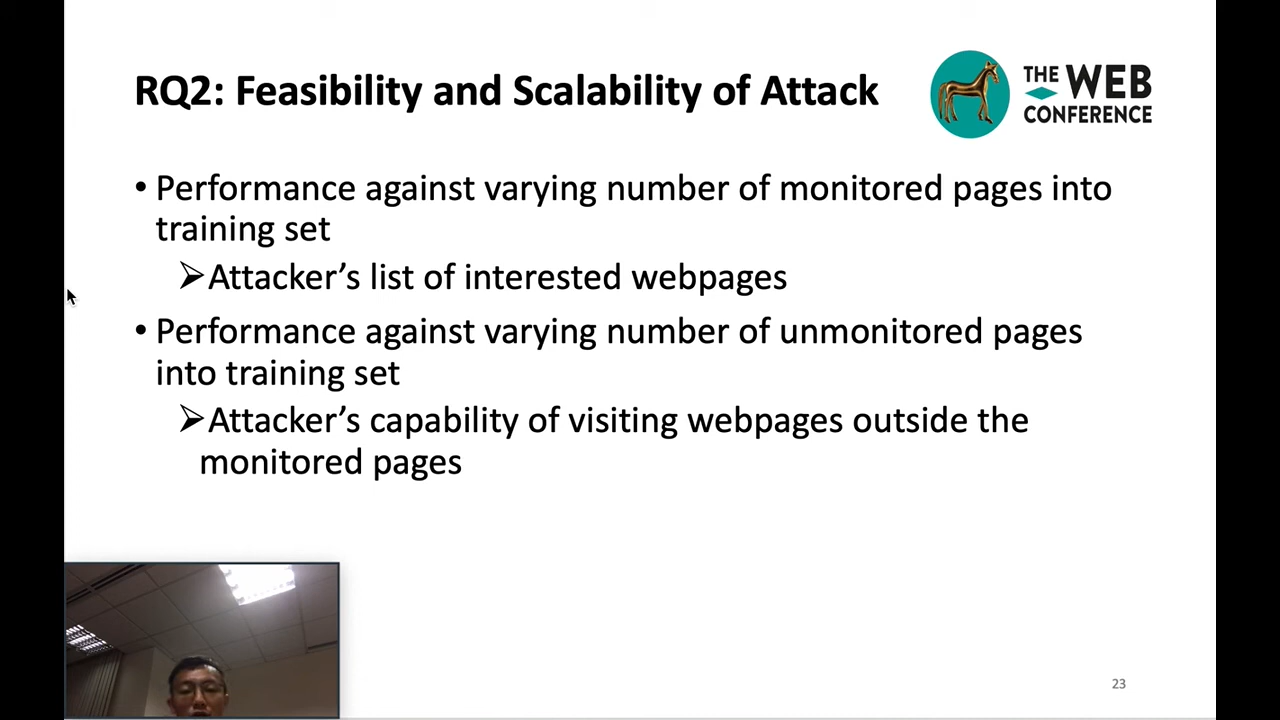 RQ2: Feasibility and Scalability of Attack
THE WEB
CONFERENCE
• Performance against varying number of monitored pages into
training set
➢Attacker’s list of interested webpages
• Performance against varying number of unmonitored pages
into training set
➢Attacker’s capability of visiting webpages outside the
monitored pages
23